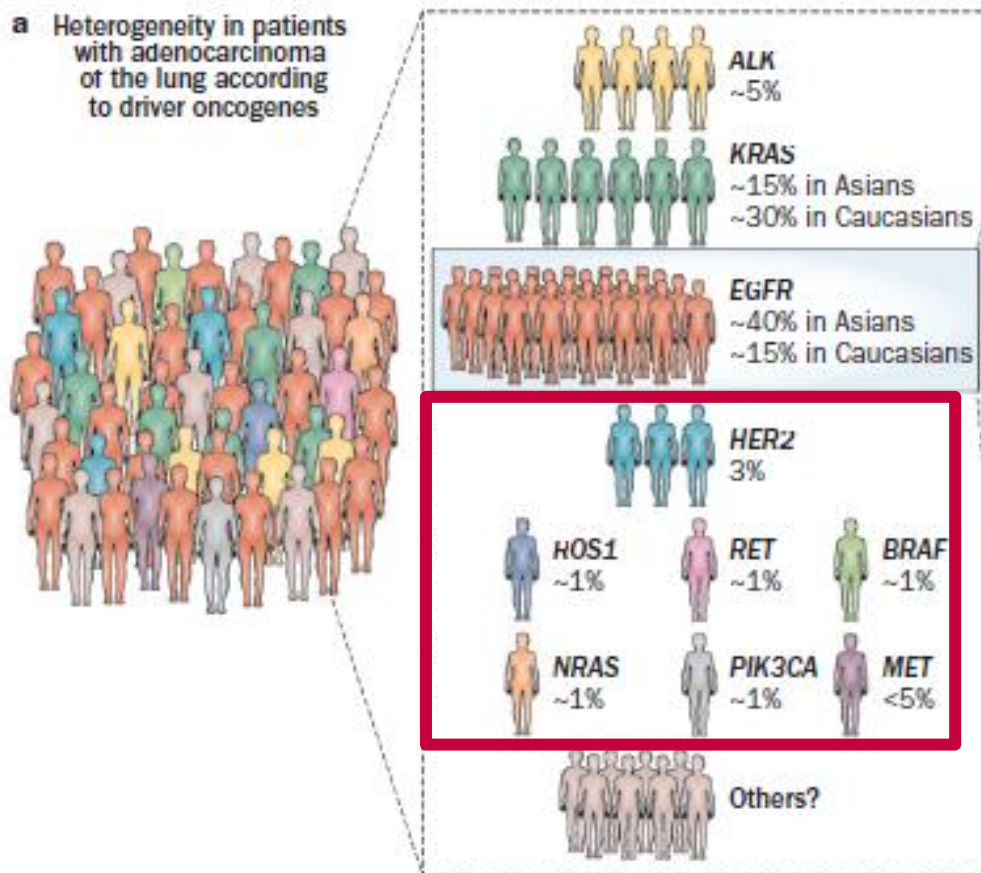 a Heterogeneity in patients
with adenocarcinoma
of the lung according
to driver oncogenes
ALK
~5%
KRAS
~15% in Asians
~30% in Caucasians
EGFR
~40% in Asians
~15% in Caucasians
HER2
3%
ROS1
~1%
RET
~1%
BRAF
~1%
NRAS
~1%
PIK3CA
~1%
MET
<5%
Others?